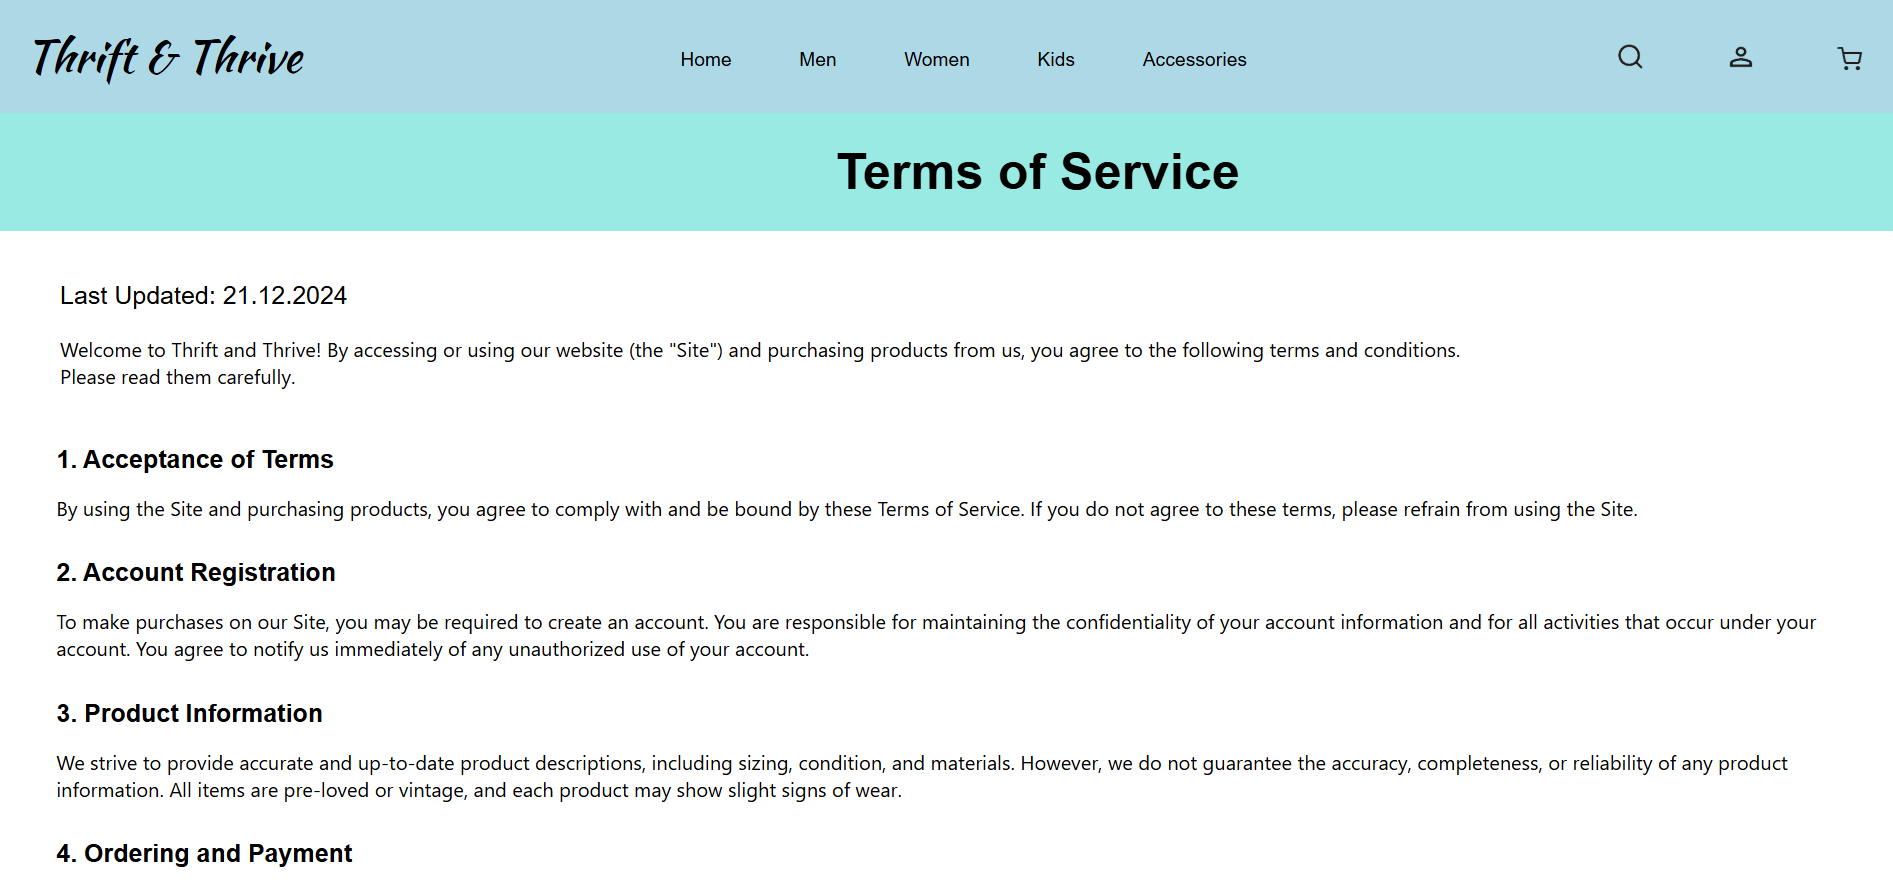 Thrift & Thrive
Home Men Women Kids Accessories
Terms of Service
Last Updated: 21.12.2024
Welcome to Thrift and Thrive! By accessing or using our website (the "Site") and purchasing products from us, you agree to the following terms and conditions.
Please read them carefully.
1. Acceptance of Terms
By using the Site and purchasing products, you agree to comply with and be bound by these Terms of Service. If you do not agree to these terms, please refrain from using the Site.
2. Account Registration
To make purchases on our Site, you may be required to create an account. You are responsible for maintaining the confidentiality of your account information and for all activities that occur under your
account. You agree to notify us immediately of any unauthorized use of your account.
3. Product Information
We strive to provide accurate and up-to-date product descriptions, including sizing, condition, and materials. However, we do not guarantee the accuracy, completeness, or reliability of any product
information. All items are pre-loved or vintage, and each product may show slight signs of wear.
4. Ordering and Payment